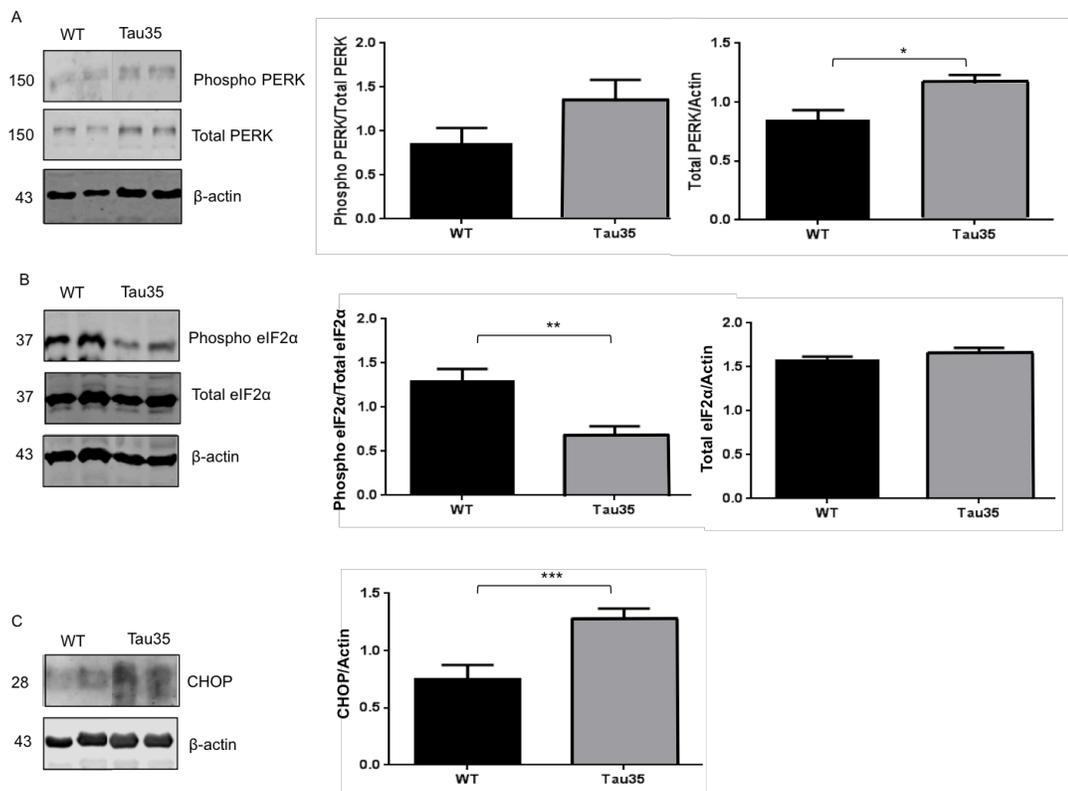 A
WT Tau35
150 Phospho PERK
150 Total PERK
43 β-actin
Phospho PERK/Total PERK
2.0
1.5
1.0
0.5
0.0
WT Tau35
Total PERK/Actin
1.5
1.0
0.5
0.0
*
WT Tau35
B
WT Tau35
37 Phospho eIF2α
37 Total eIF2α
43 β-actin
Phospho eIF2α/Total eIF2α
2.0
1.5
1.0
0.5
0.0
**
WT Tau35
Total eIF2α/Actin
2.0
1.5
1.0
0.5
0.0
WT Tau35
C
WT Tau35
28 CHOP
43 β-actin
CHOP/Actin
1.5
1.0
0.5
0.0
***
WT Tau35